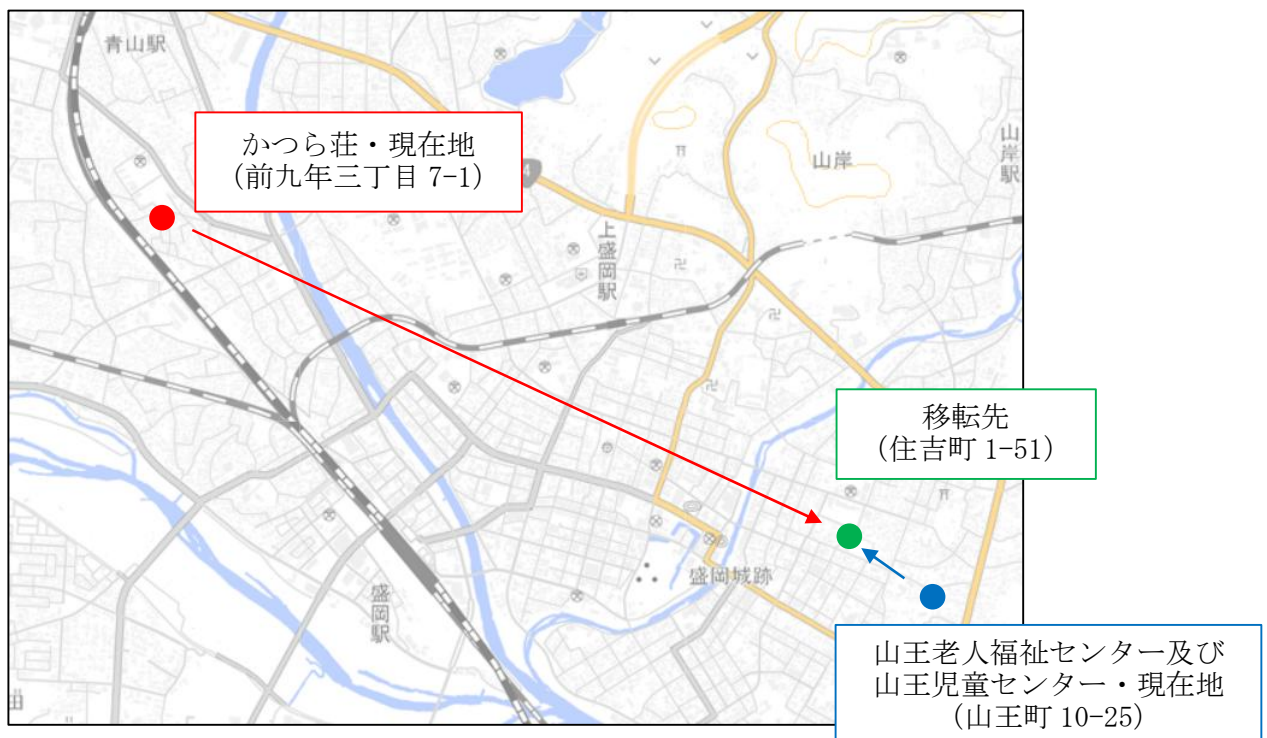 青山駅
かつら荘・現在地
(前九年三丁目 7-1)
4
山岸
山岸駅
上盛岡駅
移転先
(住吉町 1-51)
盛岡城跡
盛岡駅
田
山王老人福祉センター及び
山王児童センター・現在地
(山王町 10-25)